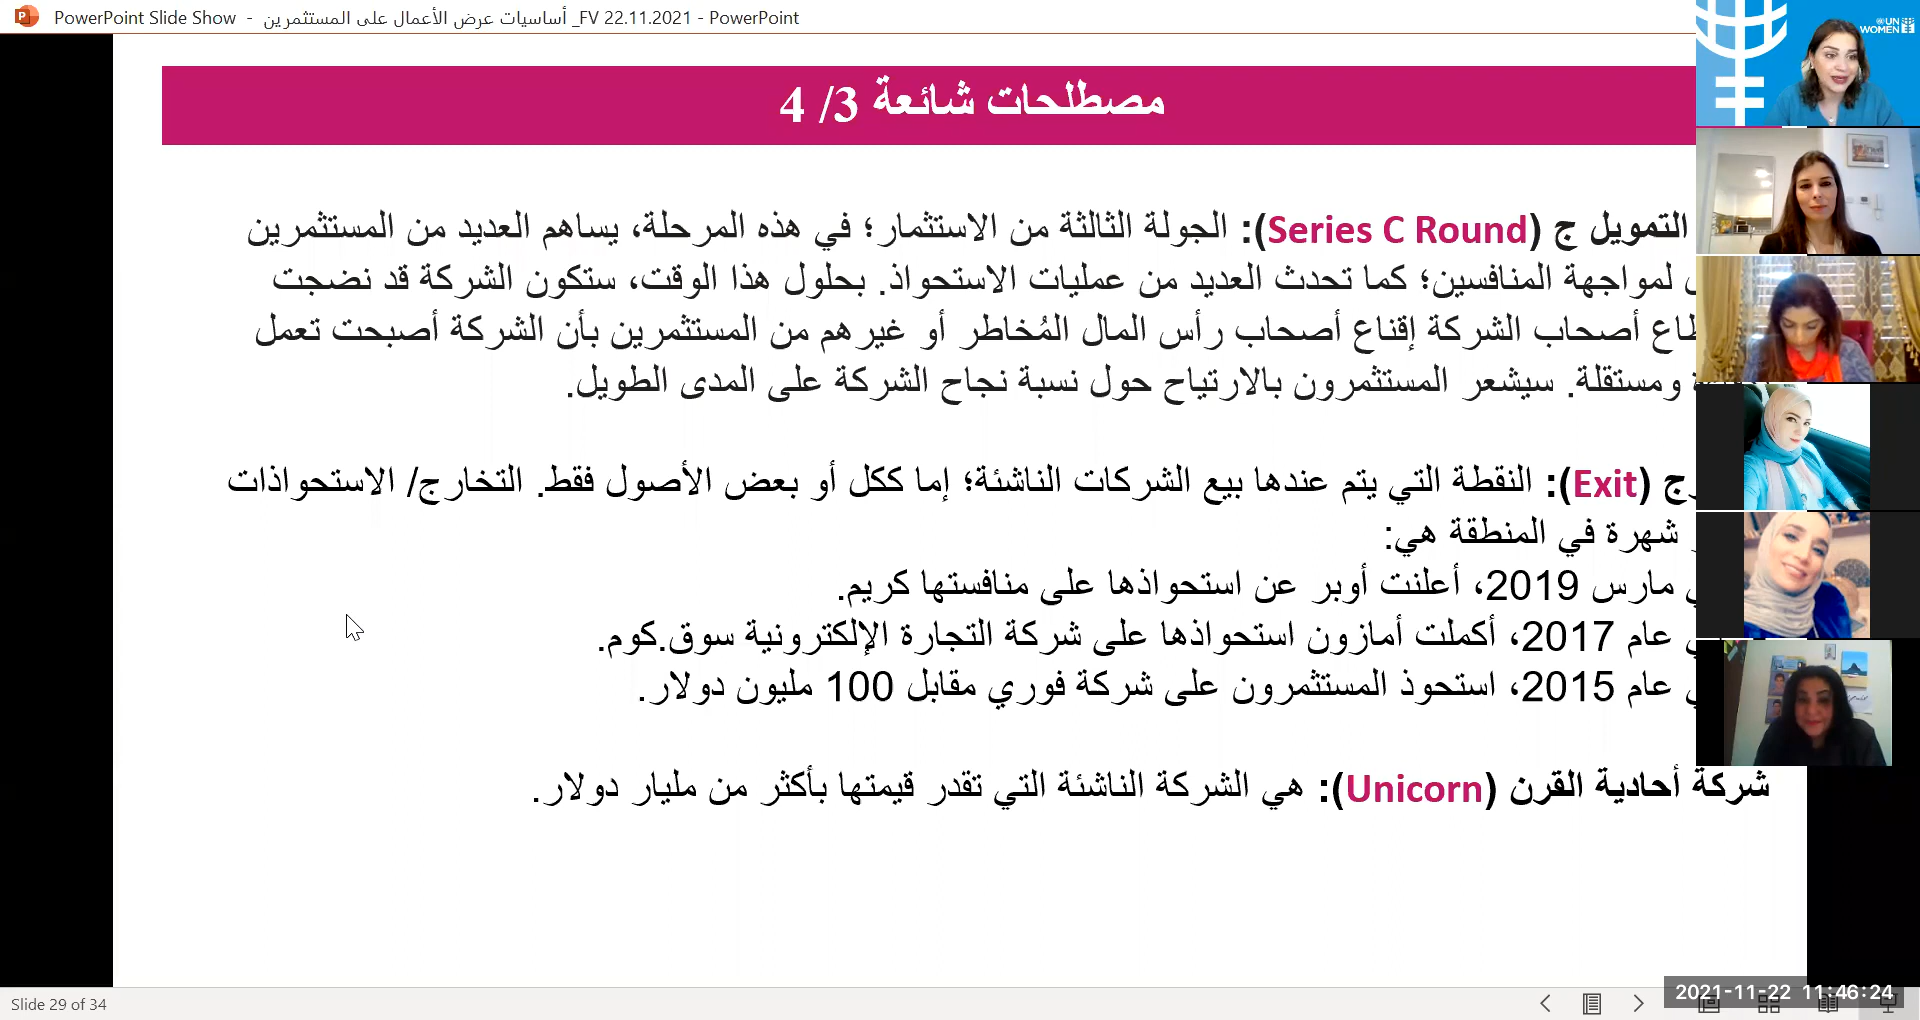 PowerPoint Slide Show - أساسيات عرض الأعمال على المستثمرين _FV 22.11.2021 - PowerPoint
UN
WOMEN
مصطلحات شائعة 3/ 4
التمويل ج (Series C Round): الجولة الثالثة من الاستثمار؛ في هذه المرحلة، يساهم العديد من المستثمرين
لمواجهة المنافسين؛ كما تحدث العديد من عمليات الاستحواذ. بحلول هذا الوقت، ستكون الشركة قد نضجت
أصحاب الشركة إقناع أصحاب رأس المال المُخاطر أو غيرهم من المستثمرين بأن الشركة أصبحت تعمل
ومستقلة. سيشعر المستثمرون بالارتياح حول نسبة نجاح الشركة على المدى الطويل.
(Exit): النقطة التي يتم عندها بيع الشركات الناشئة؛ إما ككل أو بعض الأصول فقط. التخارج/ الاستحواذات
شهرة في المنطقة هي:
مارس 2019، أعلنت أوبر عن استحواذها على منافستها كريم.
عام 2017، أكملت أمازون استحواذها على شركة التجارة الإلكترونية سوق.كوم.
عام 2015، استحوذ المستثمرون على شركة فوري مقابل 100 مليون دولار.
شركة أحادية القرن (Unicorn): هي الشركة الناشئة التي تقدر قيمتها بأكثر من مليار دولار.
Slide 29 of 34
2021-11-22 11:46:24